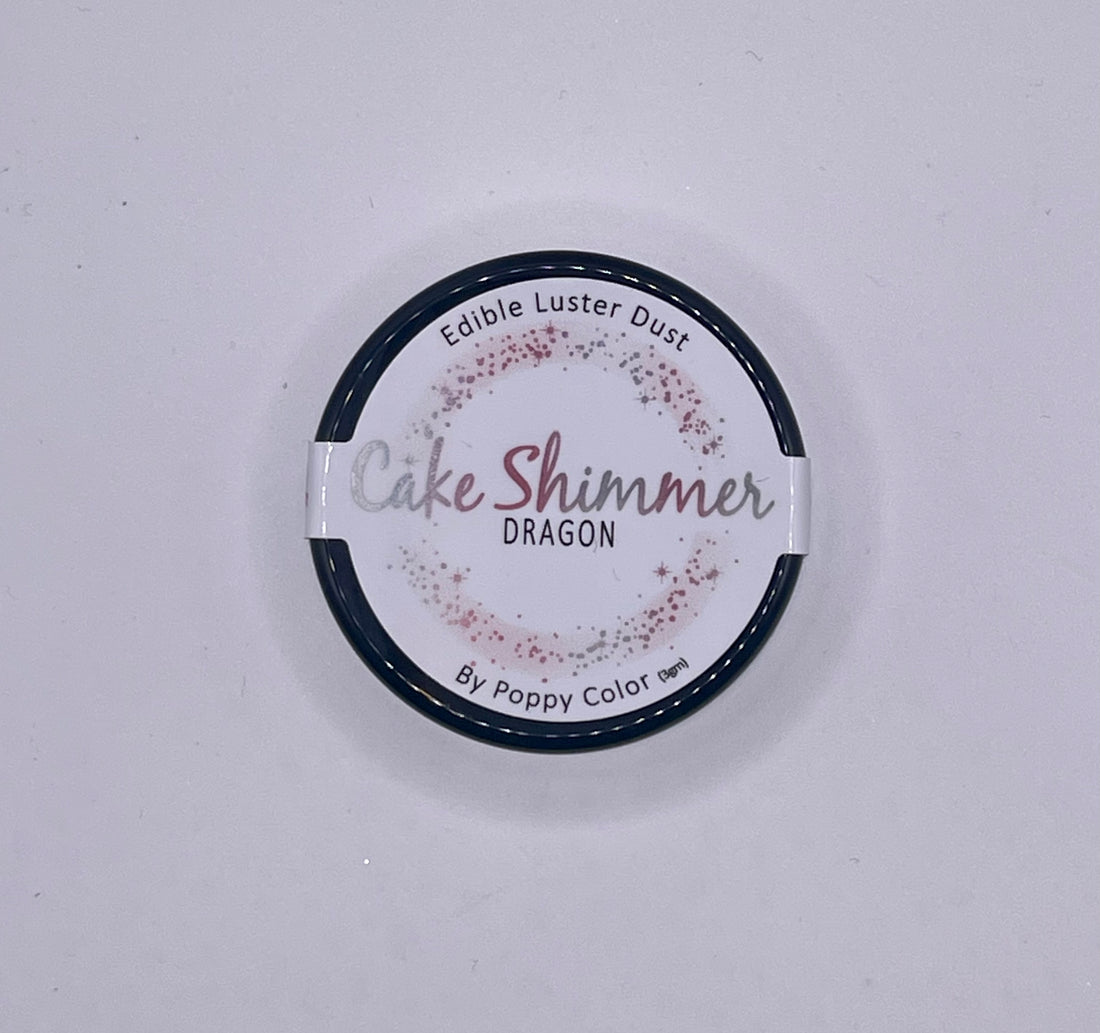 Edible Luster Dust
Cake Shimmer
DRAGON
By Poppy Color (3gm)